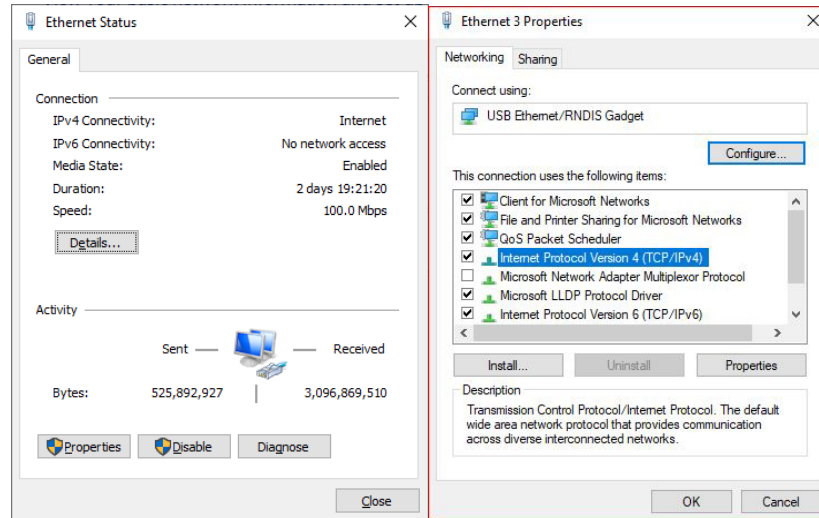 Ethernet Status
General
Connection
IPv4 Connectivity: Internet
IPv6 Connectivity: No network access
Media State: Enabled
Duration: 2 days 19:21:20
Speed: 100.0 Mbps
Details...
Activity
Sent Received
Bytes: 525,892,927 3,096,869,510
Properties Disable Diagnose
Close
Ethernet 3 Properties
Networking Sharing
Connect using:
USB Ethernet/RNDIS Gadget
Configure...
This connection uses the following items:
Client for Microsoft Networks
File and Printer Sharing for Microsoft Networks
QoS Packet Scheduler
Internet Protocol Version 4 (TCP/IPv4)
Microsoft Network Adapter Multiplexor Protocol
Microsoft LLDP Protocol Driver
Internet Protocol Version 6 (TCP/IPv6)
Install... Uninstall Properties
Description
Transmission Control Protocol/Internet Protocol. The default
wide area network protocol that provides communication
across diverse interconnected networks.
OK Cancel